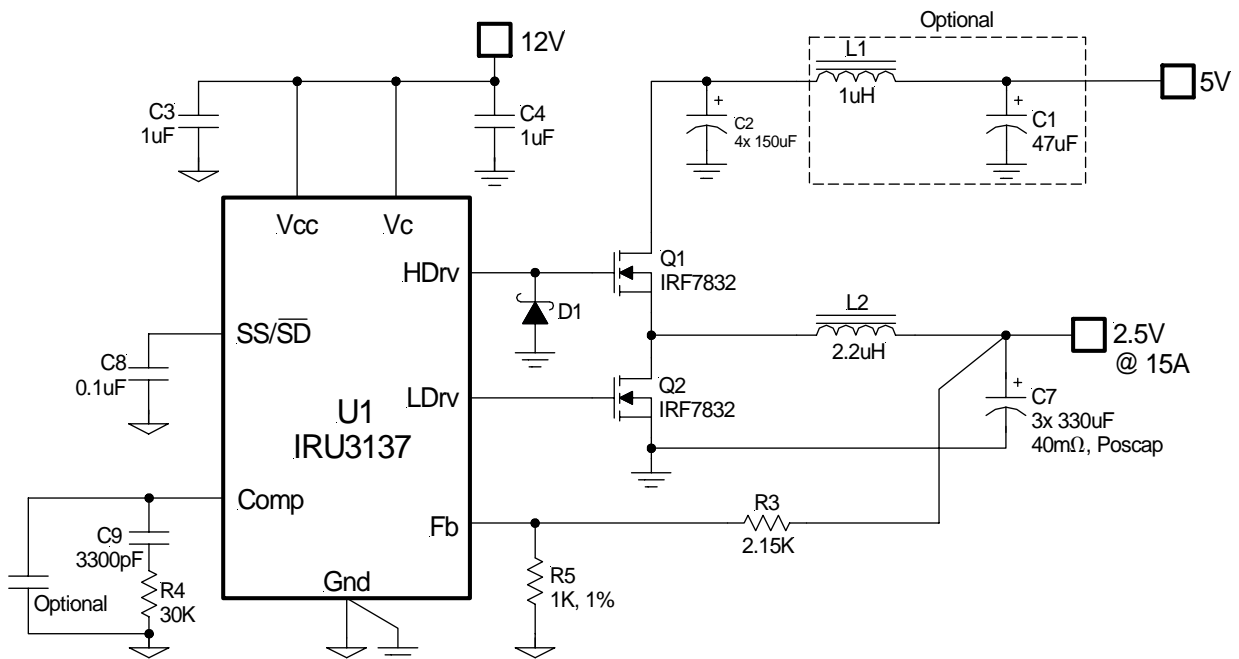 Optional
12V
L1
1uH
5V
C3
1uF
C4
1uF
C2
4x 150uF
C1
47uF
Vcc
Vc
HDrv
Q1
IRF7832
D1
L2
2.2uH
2.5V
@ 15A
SS/SD
C8
0.1uF
LDrv
Q2
IRF7832
U1
IRU3137
C7
3x 330uF
40mΩ, Poscap
Comp
C9
3300pF
Fb
R3
2.15K
Optional
R4
30K
Gnd
R5
1K, 1%